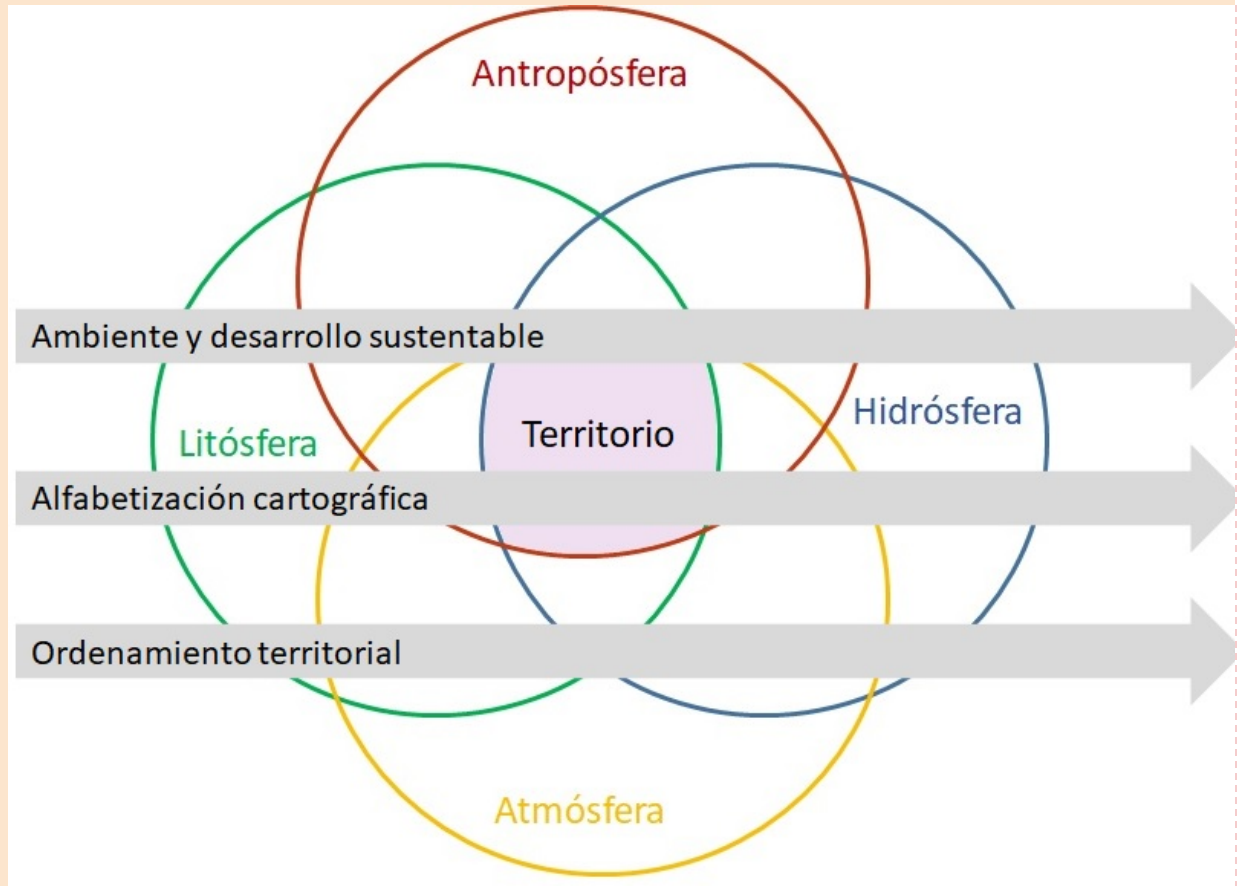 Antropósfera
Ambiente y desarrollo sustentable
Hidrósfera
Territorio
Litósfera
Alfabetización cartográfica
Ordenamiento territorial
Atmósfera